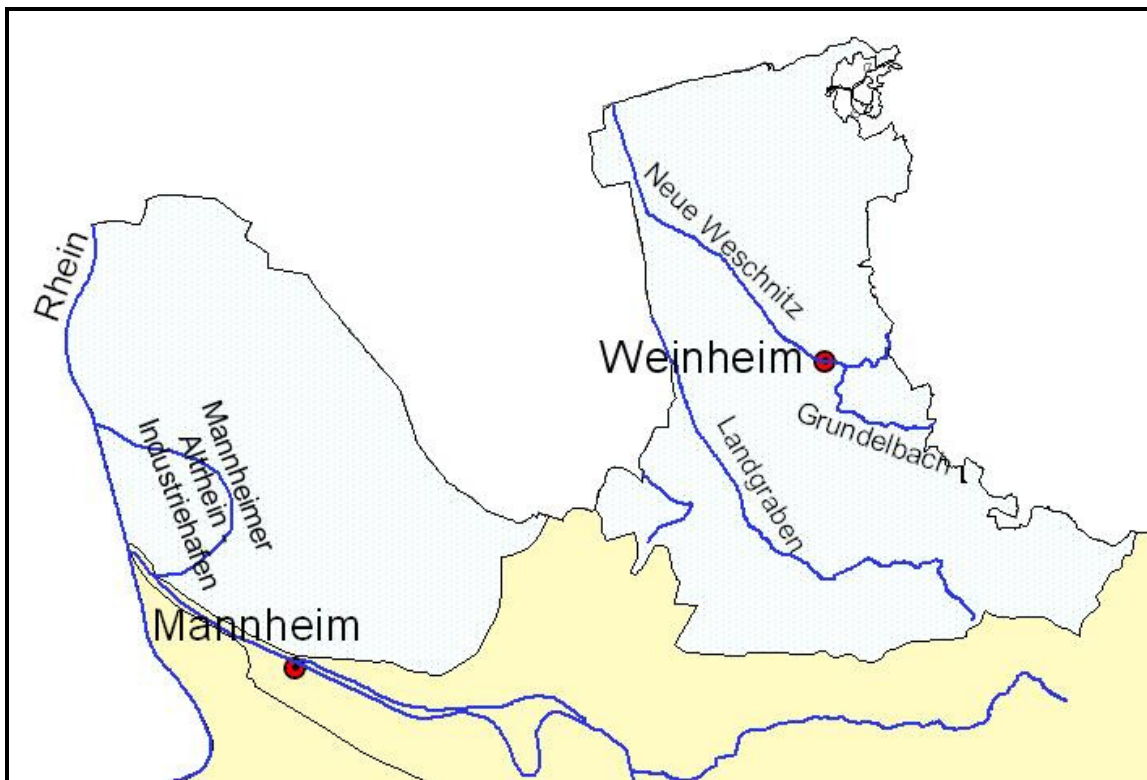 Rhein
Mannheimer
Altrhein,
Industriehafen
Mannheim
Neue Weschnitz
Weinheim
Grundelbach
Landgraben